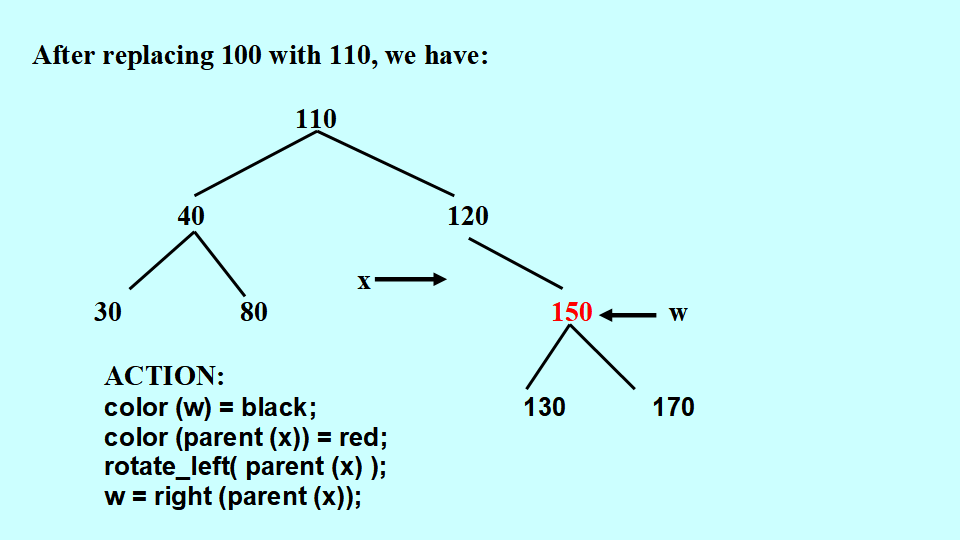 After replacing 100 with 110, we have:
110
40 120
x
30 80 150 w
ACTION:
color (w) = black;
130 170
color (parent (x)) = red;
rotate_left( parent (x) );
w = right (parent (x));